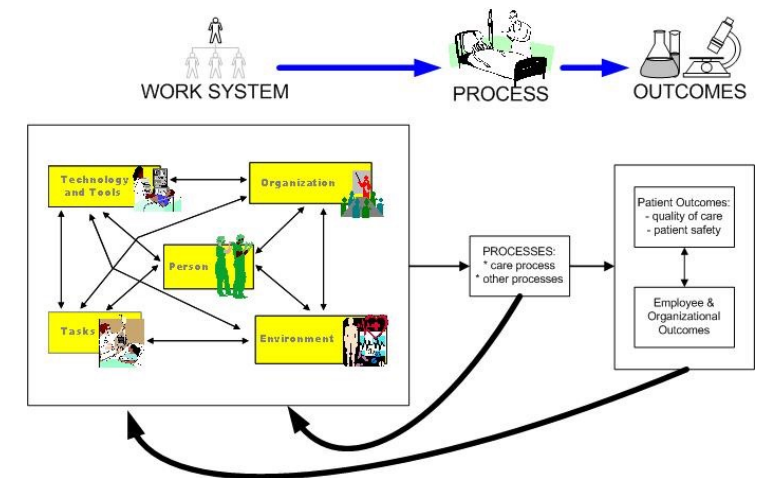 WORK SYSTEM
PROCESS
OUTCOMES
Technology
and Tools
Organization
Person
Tasks
Environment
PROCESSES:
* care process
* other processes
Patient Outcomes:
- quality of care
- patient safety
Employee &
Organizational
Outcomes